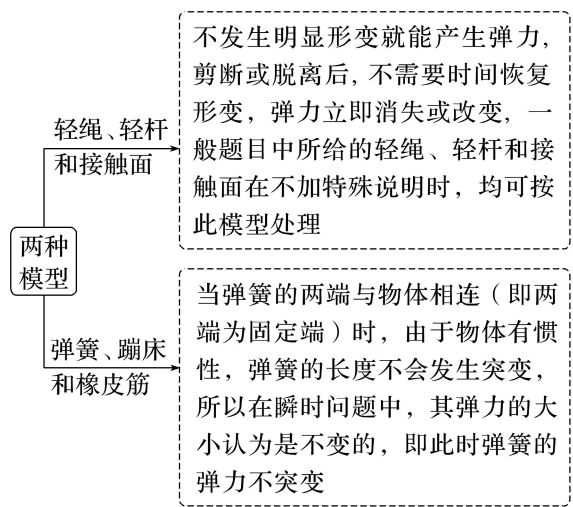 不发生明显形变就能产生弹力,
剪断或脱离后, 不需要时间恢复
形变, 弹力立即消失或改变, 一
般题目中所给的轻绳、轻杆和接
触面在不加特殊说明时, 均可按
此模型处理
轻绳、轻杆
和接触面
两种
模型
弹簧、蹦床
和橡皮筋
当弹簧的两端与物体相连（即两
端为固定端）时, 由于物体有惯
性, 弹簧的长度不会发生突变,
所以在瞬时问题中, 其弹力的大
小认为是不变的, 即此时弹簧的
弹力不突变